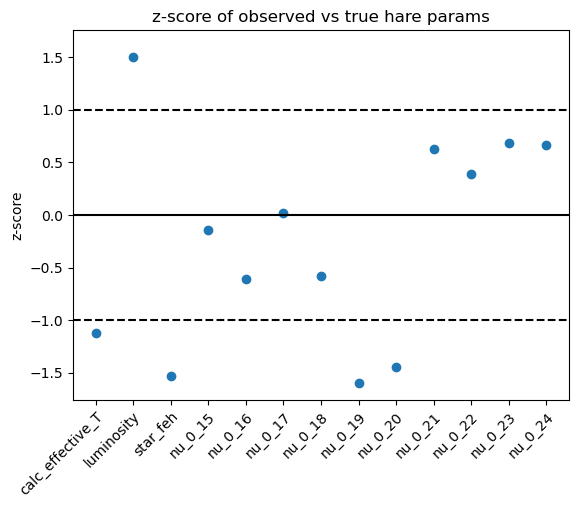 z-score of observed vs true hare params
z-score
1.5
1.0
0.5
0.0
−0.5
−1.0
−1.5
calc_effective_T
luminosity
star_feh
nu_0_15
nu_0_16
nu_0_17
nu_0_18
nu_0_19
nu_0_20
nu_0_21
nu_0_22
nu_0_23
nu_0_24